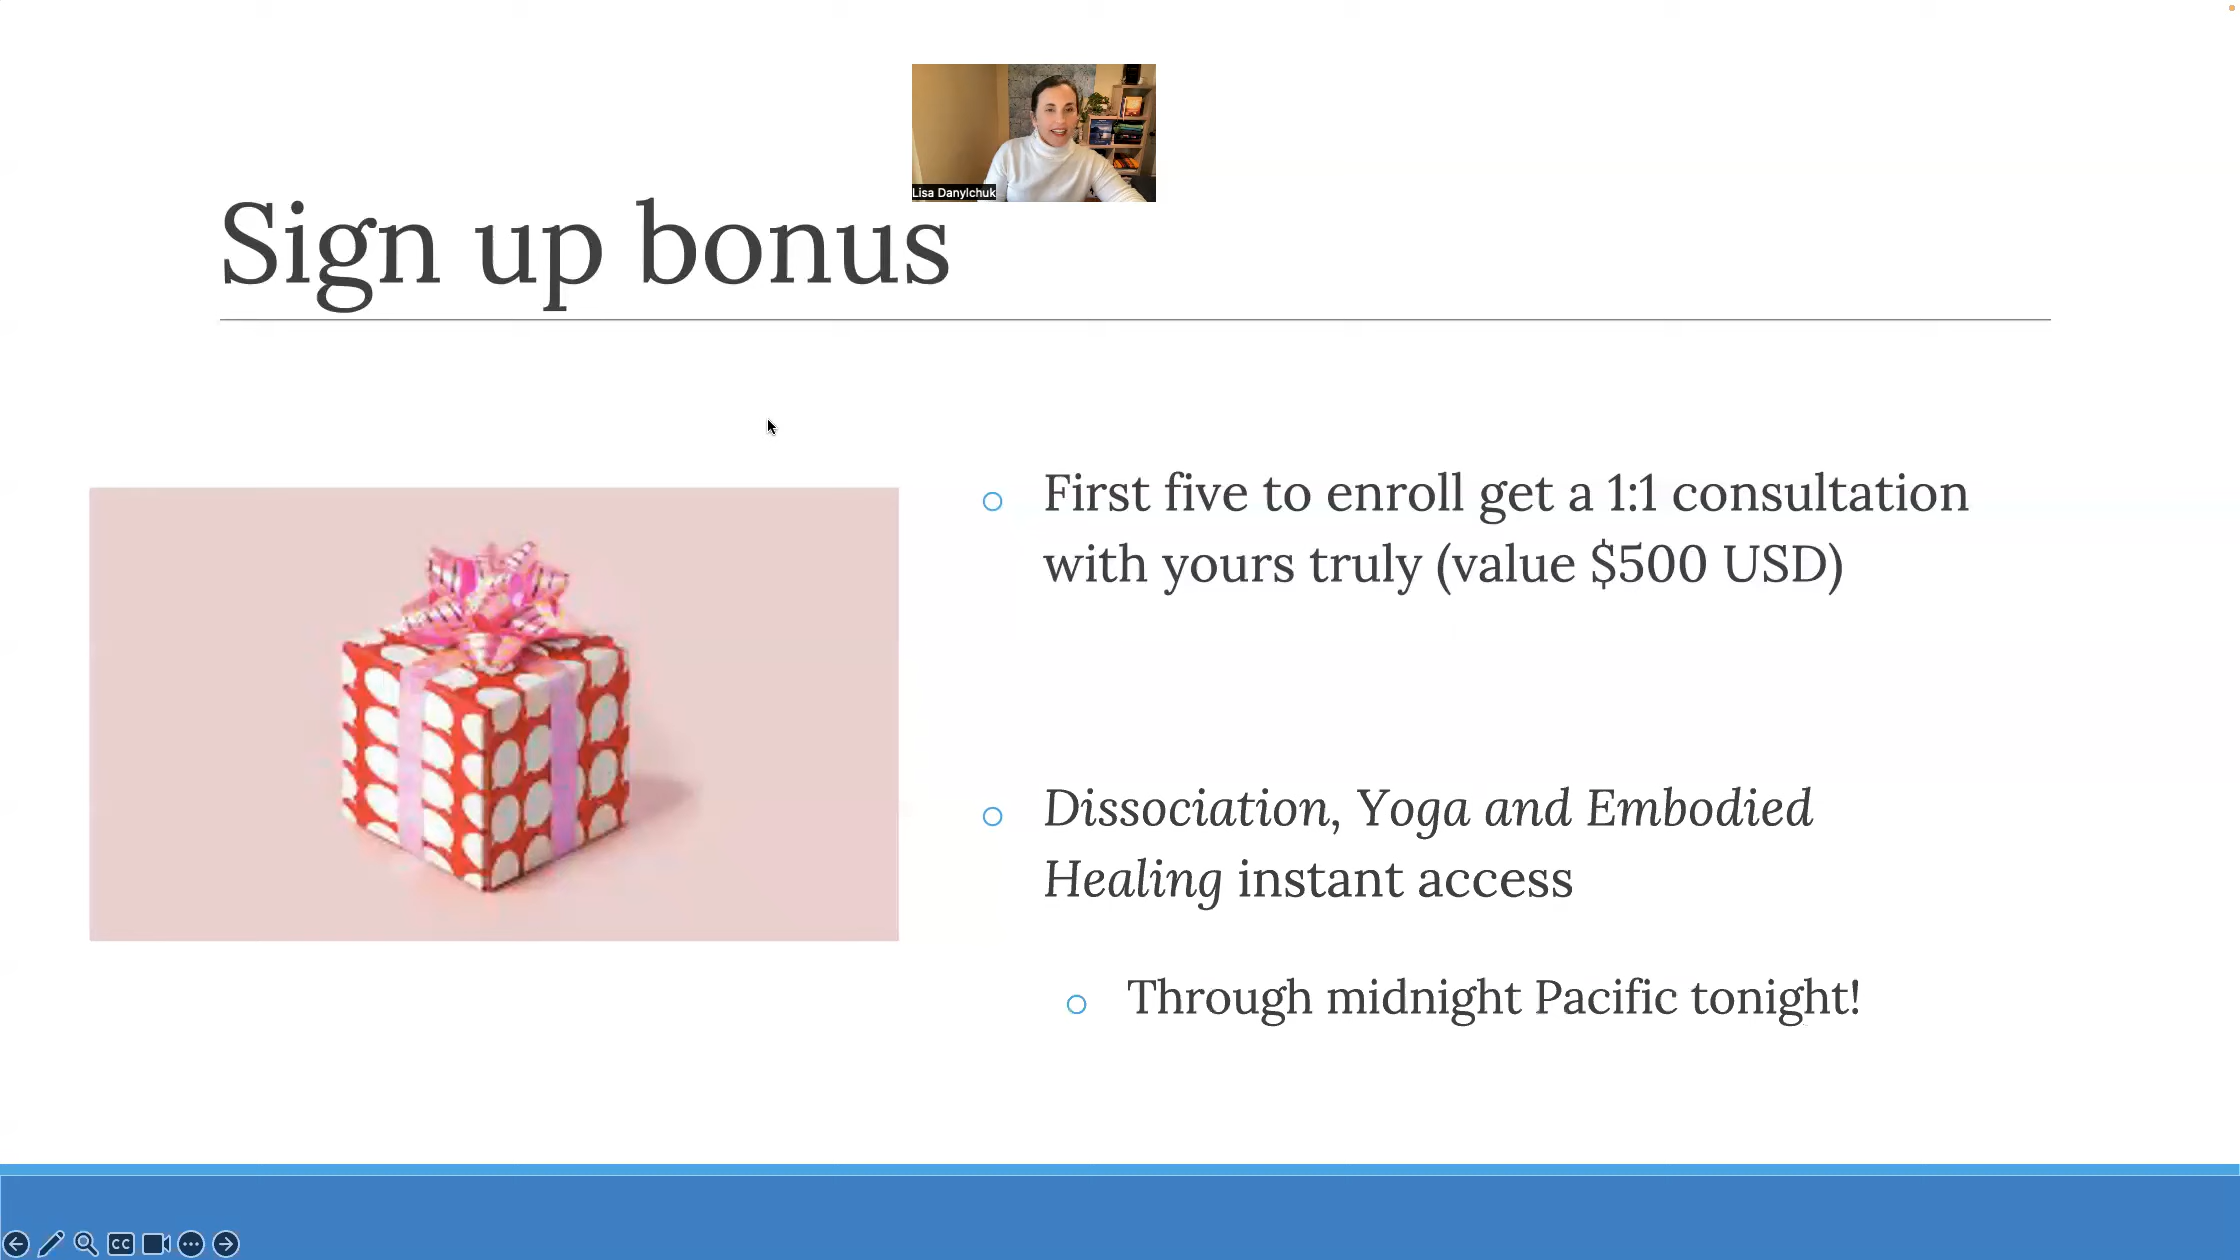 Lisa Danylchuk
Sign up bonus
First five to enroll get a 1:1 consultation
with yours truly (value $500 USD)
Dissociation, Yoga and Embodied
Healing instant access
Through midnight Pacific tonight!
CC